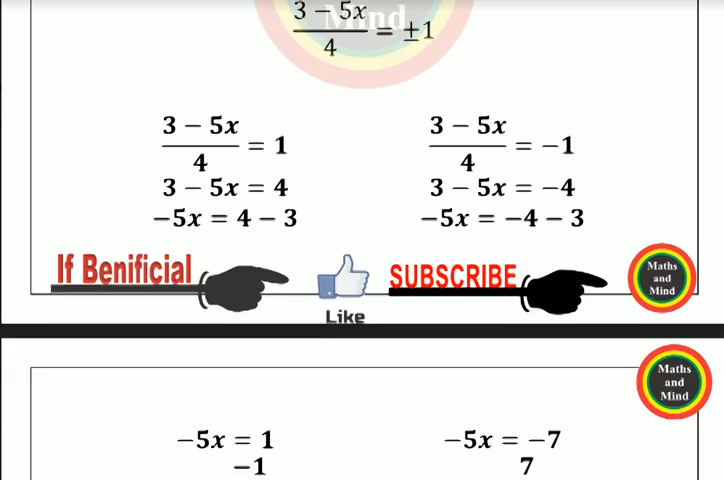 Mind
3 − 5x
4
= ±1
3 − 5x
4
= 1
3 − 5x
4
= −1
3 − 5x = 4
3 − 5x = −4
−5x = 4 − 3
−5x = −4 − 3
If Benificial
Like
SUBSCRIBE
Maths
and
Mind
Maths
and
Mind
−5x = 1
−5x = −7
−1
7